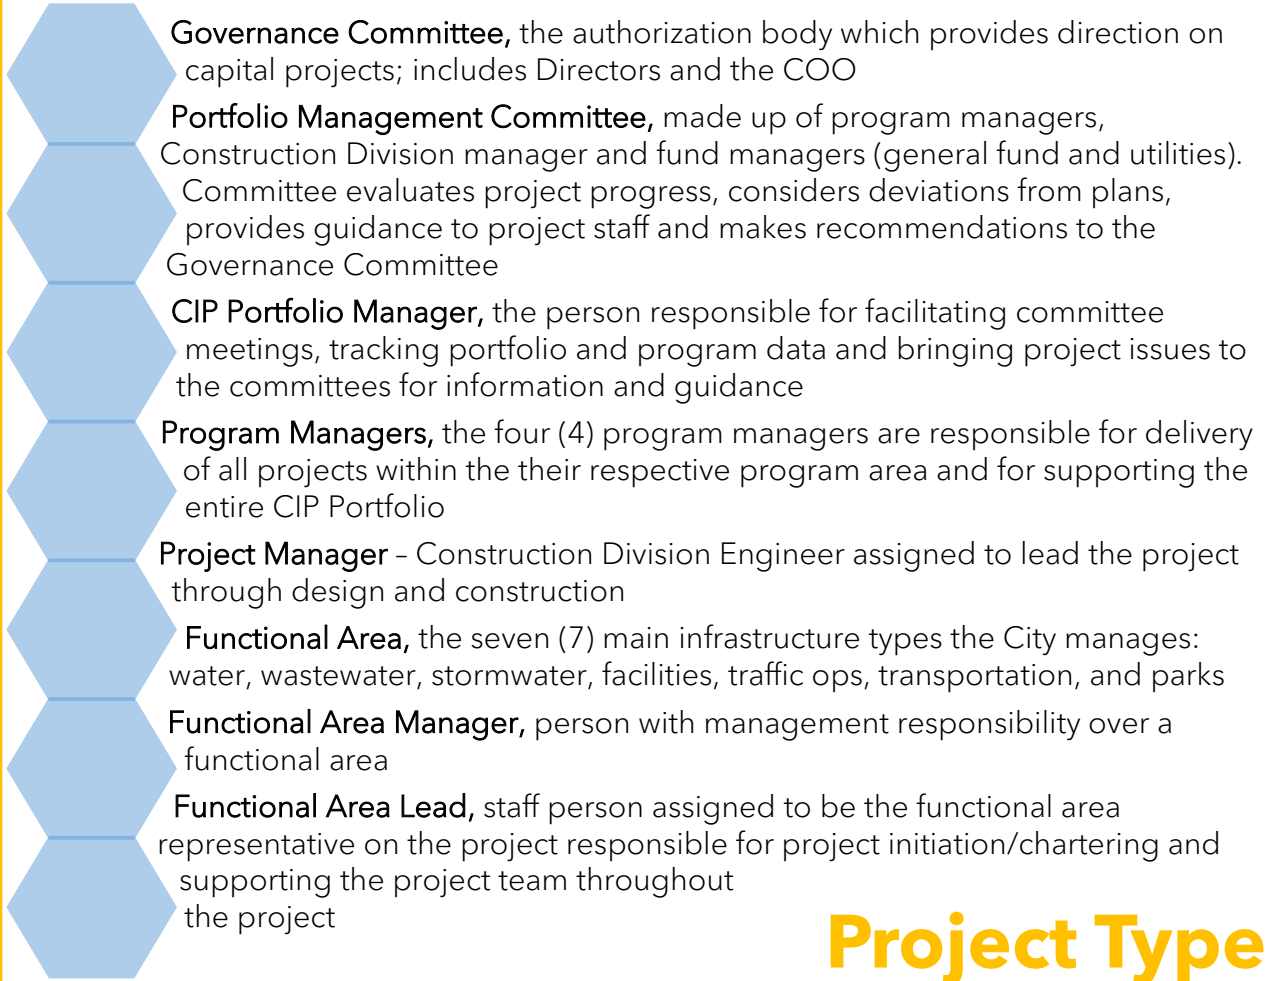 Governance Committee, the authorization body which provides direction on
capital projects; includes Directors and the COO
Portfolio Management Committee, made up of program managers,
Construction Division manager and fund managers (general fund and utilities).
Committee evaluates project progress, considers deviations from plans,
provides guidance to project staff and makes recommendations to the
Governance Committee
CIP Portfolio Manager, the person responsible for facilitating committee
meetings, tracking portfolio and program data and bringing project issues to
the committees for information and guidance
Program Managers, the four (4) program managers are responsible for delivery
of all projects within the their respective program area and for supporting the
entire CIP Portfolio
Project Manager – Construction Division Engineer assigned to lead the project
through design and construction
Functional Area, the seven (7) main infrastructure types the City manages:
water, wastewater, stormwater, facilities, traffic ops, transportation, and parks
Functional Area Manager, person with management responsibility over a
functional area
Functional Area Lead, staff person assigned to be the functional area
representative on the project responsible for project initiation/chartering and
supporting the project team throughout
the project
Project Type